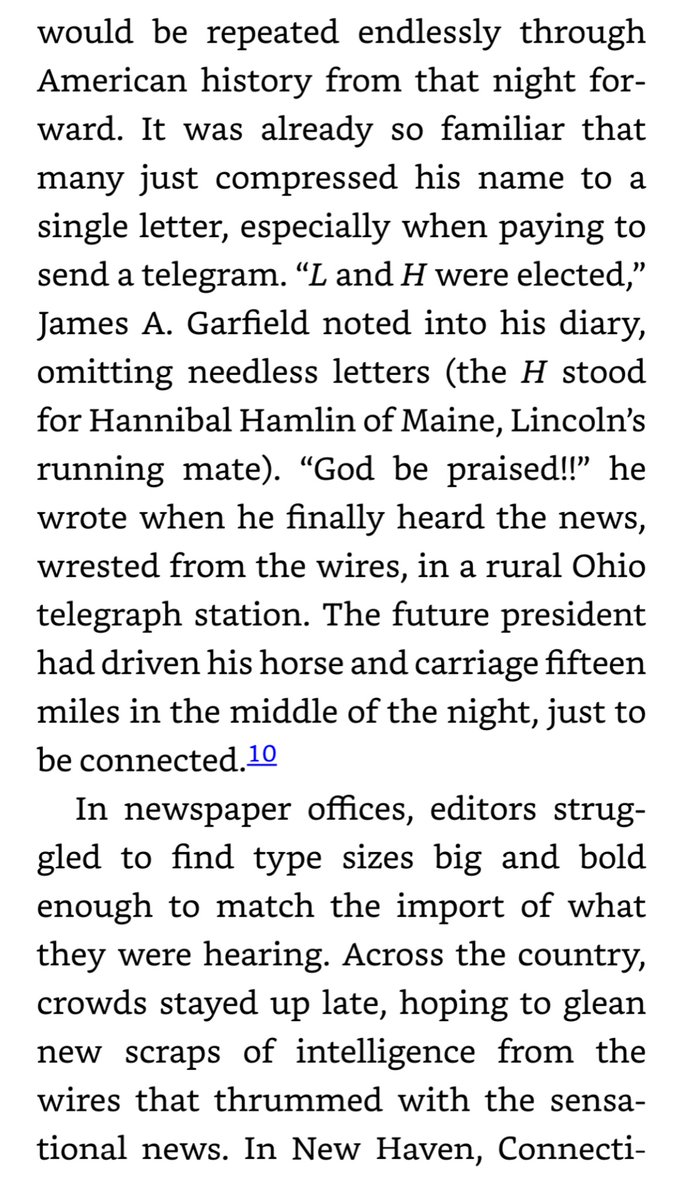 would be repeated endlessly through
American history from that night for-
ward. It was already so familiar that
many just compressed his name to a
single letter, especially when paying to
send a telegram. “L and H were elected,”
James A. Garfield noted into his diary,
omitting needless letters (the H stood
for Hannibal Hamlin of Maine, Lincoln’s
running mate). “God be praised!!” he
wrote when he finally heard the news,
wrested from the wires, in a rural Ohio
telegraph station. The future president
had driven his horse and carriage fifteen
miles in the middle of the night, just to
be connected.10
In newspaper offices, editors strug-
gled to find type sizes big and bold
enough to match the import of what
they were hearing. Across the country,
crowds stayed up late, hoping to glean
new scraps of intelligence from the
wires that thrummed with the sensa-
tional news. In New Haven, Connecti-